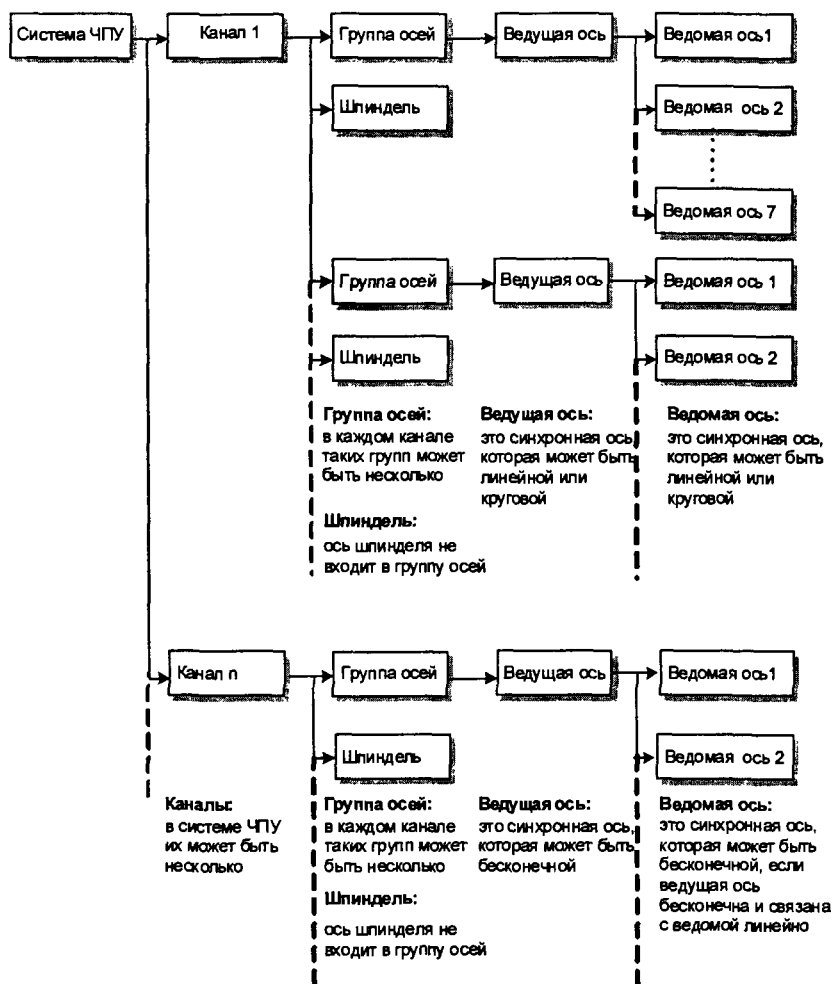 Система ЧПУ
Канал 1
Группа осей
Ведущая ось
Ведомая ось1
Шпиндель
Ведомая ось 2
Ведомая ось 7
Группа осей
Ведущая ось
Ведомая ось 1
Шпиндель
Ведомая ось 2
Группа осей:
в каждом канале
таких групп может
быть несколько
Шпиндель:
ось шпинделя не
входит в группу осей
Ведущая ось:
это синхронная ось,
которая может быть
линейной или
круговой
Ведомая ось:
это синхронная ось,
которая может быть
линейной или
круговой
Канал n
Группа осей
Ведущая ось
Ведомая ось1
Шпиндель
Ведомая ось 2
Каналы:
в системе ЧПУ
их может быть
несколько
Группа осей:
в каждом канале
таких групп может
быть несколько
Шпиндель:
ось шпинделя не
входит в группу осей
Ведущая ось:
это синхронная ось,
которая может быть
бесконечной
Ведомая ось:
это синхронная ось,
которая может быть
бесконечной, если
ведущая ось
бесконечна и связана
с ведомой линейно